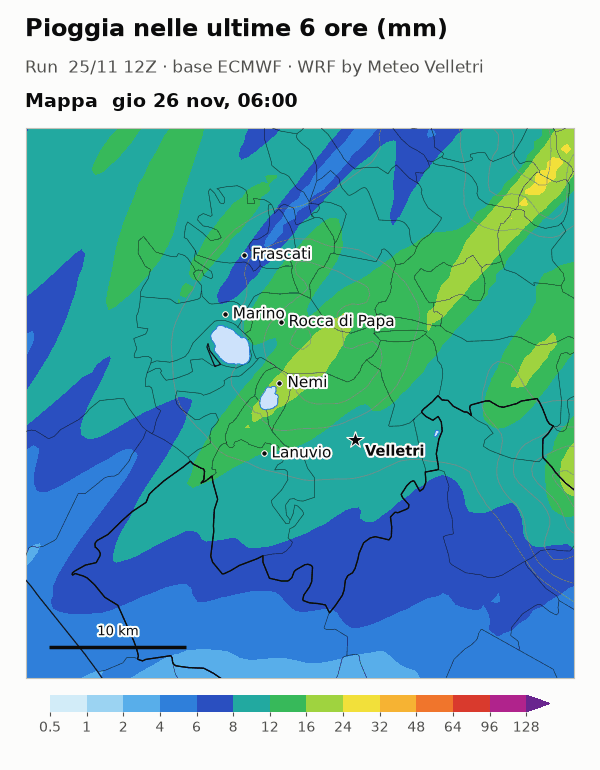 Pioggia nelle ultime 6 ore (mm)
Run  25/11 12Z · base ECMWF · WRF by Meteo Velletri
Mappa  gio 26 nov, 06:00
Frascati
Marino
Rocca di Papa
Nemi
Velletri
Lanuvio
10 km
0.5 1 2 4 6 8 12 16 24 32 48 64 96 128